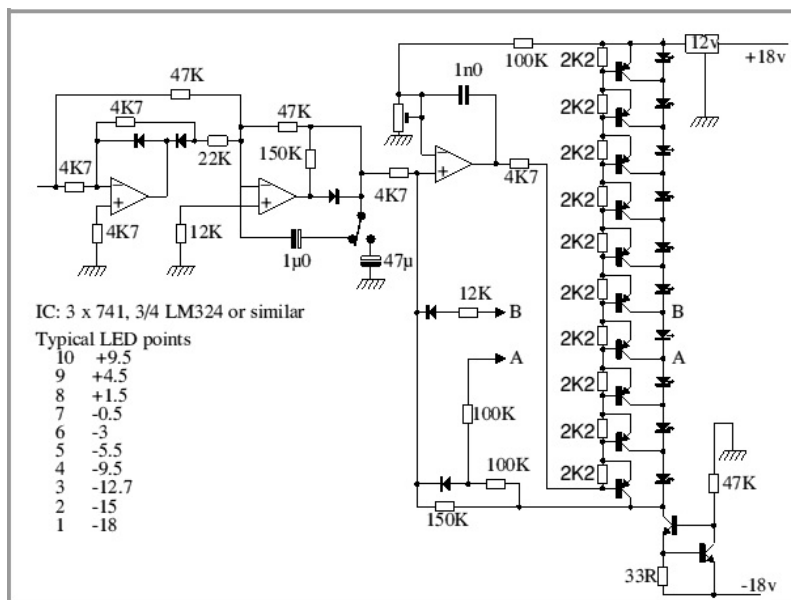 12v
+18v
100K
2K2
1n0
47K
2K2
4K7
47K
2K2
22K
150K
4K7
4K7
4K7
2K2
4K7
12K
2K2
1µ0
47µ
2K2
IC: 3 x 741, 3/4 LM324 or similar
12K
B
B
Typical LED points
10 +9.5
9 +4.5
8 +1.5
7 -0.5
6 -3
5 -5.5
4 -9.5
3 -12.7
2 -15
1 -18
2K2
A
A
2K2
100K
2K2
100K
2K2
47K
150K
33R
-18v